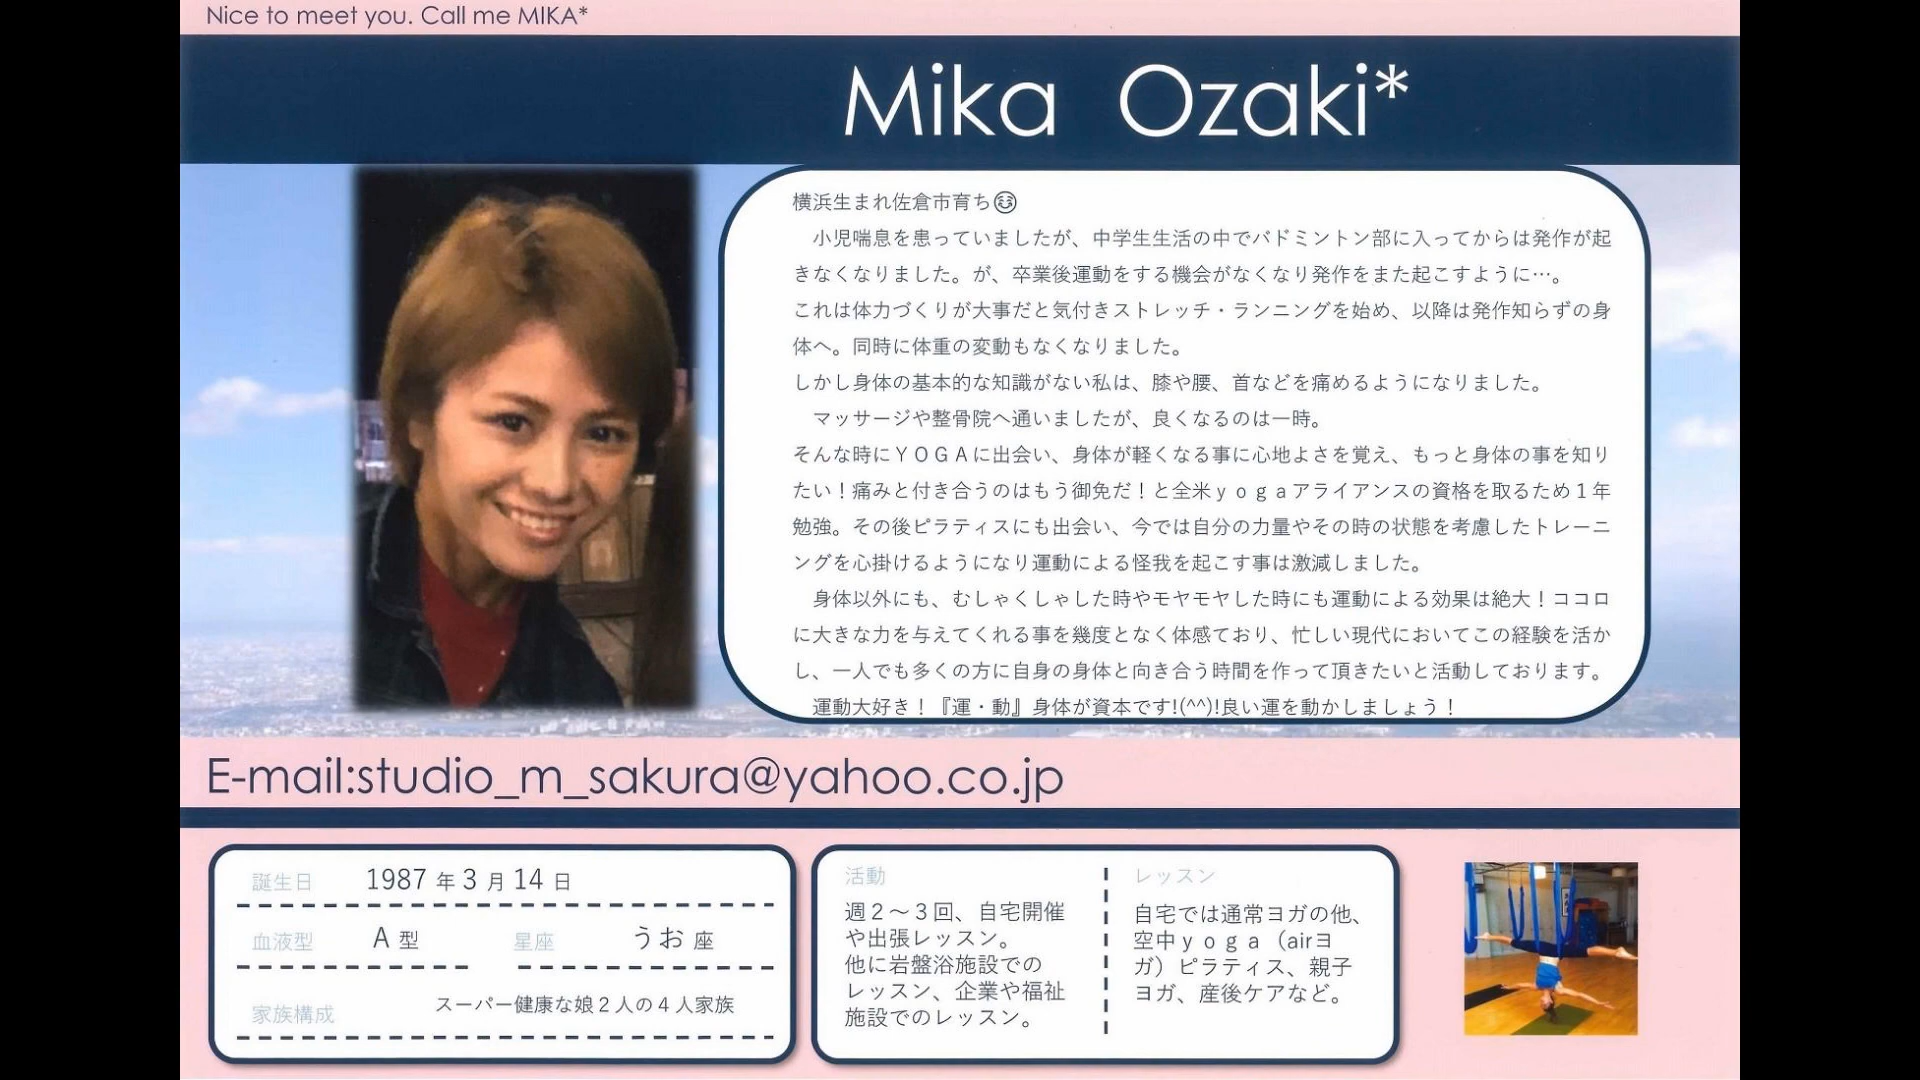 Nice to meet you. Call me MIKA*
Mika Ozaki*
横浜生まれ佐倉市育ち
小児喘息を患っていましたが、中学生生活の中でバドミントン部に入ってからは発作が起
きなくなりました。が、卒業後運動をする機会がなくなり発作をまた起こすように…。
これは体力づくりが大事だと気付きストレッチ・ランニングを始め、以降は発作知らずの身
体へ。同時に体重の変動もなくなりました。
しかし身体の基本的な知識がない私は、膝や腰、首などを痛めるようになりました。
マッサージや整骨院へ通いましたが、良くなるのは一時。
そんな時にＹＯＧＡに出会い、身体が軽くなる事に心地よさを覚え、もっと身体の事を知り
たい！痛みと付き合うのはもう御免だ！と全米ｙｏｇａアライアンスの資格を取るため１年
勉強。その後ピラティスにも出会い、今では自分の力量やその時の状態を考慮したトレーニ
ングを心掛けるようになり運動による怪我を起こす事は激減しました。
身体以外にも、むしゃくしゃした時やモヤモヤした時にも運動による効果は絶大！ココロ
に大きな力を与えてくれる事を幾度となく体感ており、忙しい現代においてこの経験を活か
し、一人でも多くの方に自身の身体と向き合う時間を作って頂きたいと活動しております。
運動大好き！『運・動』身体が資本です!(^^)!良い運を動かしましょう！
E-mail:studio_m_sakura@yahoo.co.jp
誕生日 1987年3月14日
血液型 A型 星座 うお座
家族構成 スーパー健康な娘２人の４人家族
活動
週２～３回、自宅開催
や出張レッスン。
他に岩盤浴施設での
レッスン、企業や福祉
施設でのレッスン。
レッスン
自宅では通常ヨガの他、
空中ｙｏｇａ（airヨ
ガ）ピラティス、親子
ヨガ、産後ケアなど。